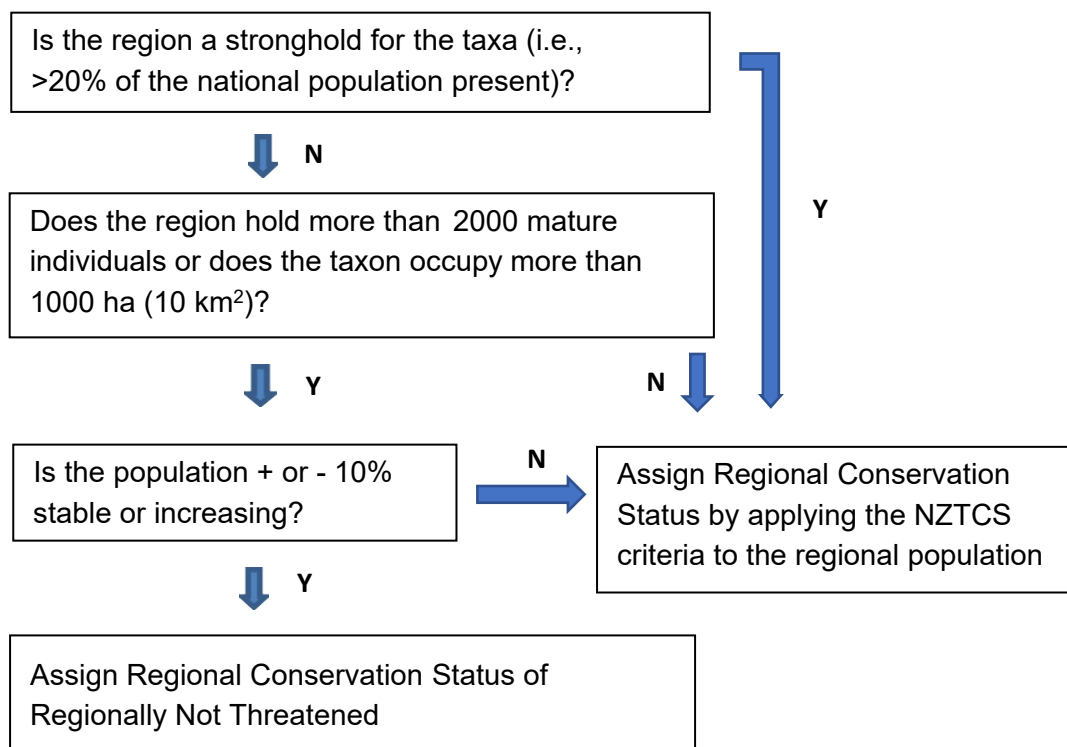 Is the region a stronghold for the taxa (i.e.,
>20% of the national population present)?
N
Y
Does the region hold more than 2000 mature
individuals or does the taxon occupy more than
1000 ha (10 km²)?
Y
N
Is the population + or - 10%
stable or increasing?
N
Assign Regional Conservation
Status by applying the NZTCS
criteria to the regional population
Y
Assign Regional Conservation Status of
Regionally Not Threatened